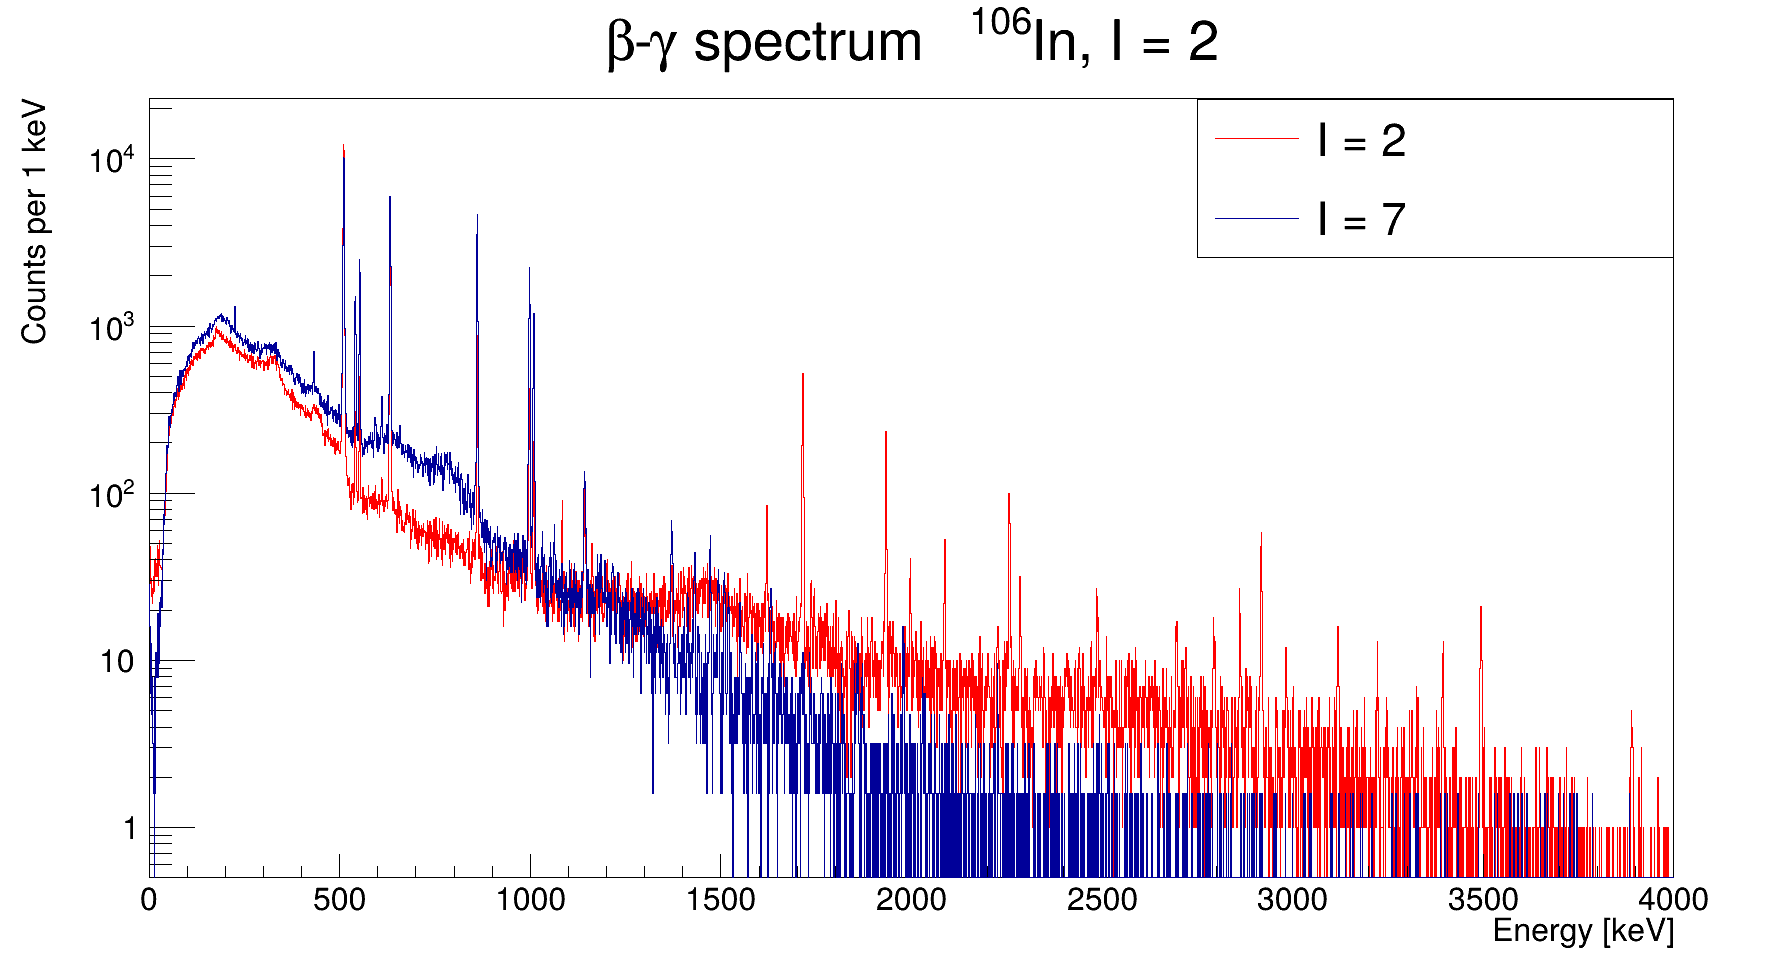 β-γ spectrum ¹⁰⁶In, I = 2
Counts per 1 keV
I = 2
I = 7
10⁴
10³
10²
10
1
0 500 1000 1500 2000 2500 3000 3500 4000
Energy [keV]